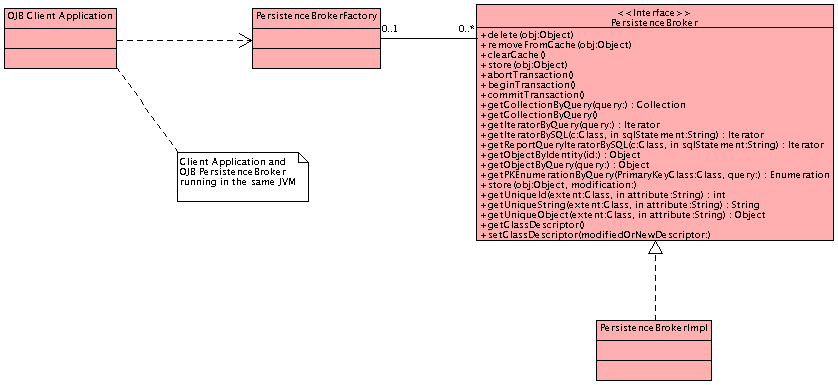 OJB Client Application
PersistenceBrokerFactory
0..1
0..*
<<Interface>>
PersistenceBroker
+delete(obj:Object)
+removeFromCache(obj:Object)
+clearCache()
+store(obj:Object)
+abortTransaction()
+beginTransaction()
+commitTransaction()
+getCollectionByQuery(query:) : Collection
+getCollectionByQuery()
+getIteratorByQuery(query:) : Iterator
+getIteratorBySQL(c:Class, in sqlStatement:String) : Iterator
+getReportQueryIteratorBySQL(c:Class, in sqlStatement:String) : Iterator
+getObjectByIdentity(id:) : Object
+getObjectByQuery(query:) : Object
+getPKEnumerationByQuery(PrimaryKeyClass:Class, query:) : Enumeration
+store(obj:Object, modification:)
+getUniqueId(extent:Class, in attribute:String) : int
+getUniqueString(extent:Class, in attribute:String) : String
+getUniqueObject(extent:Class, in attribute:String) : Object
+getClassDescriptor()
+setClassDescriptor(modifiedOrNewDescriptor:)
Client Application and
OJB PersistenceBroker
running in the same JVM
PersistenceBrokerImpl